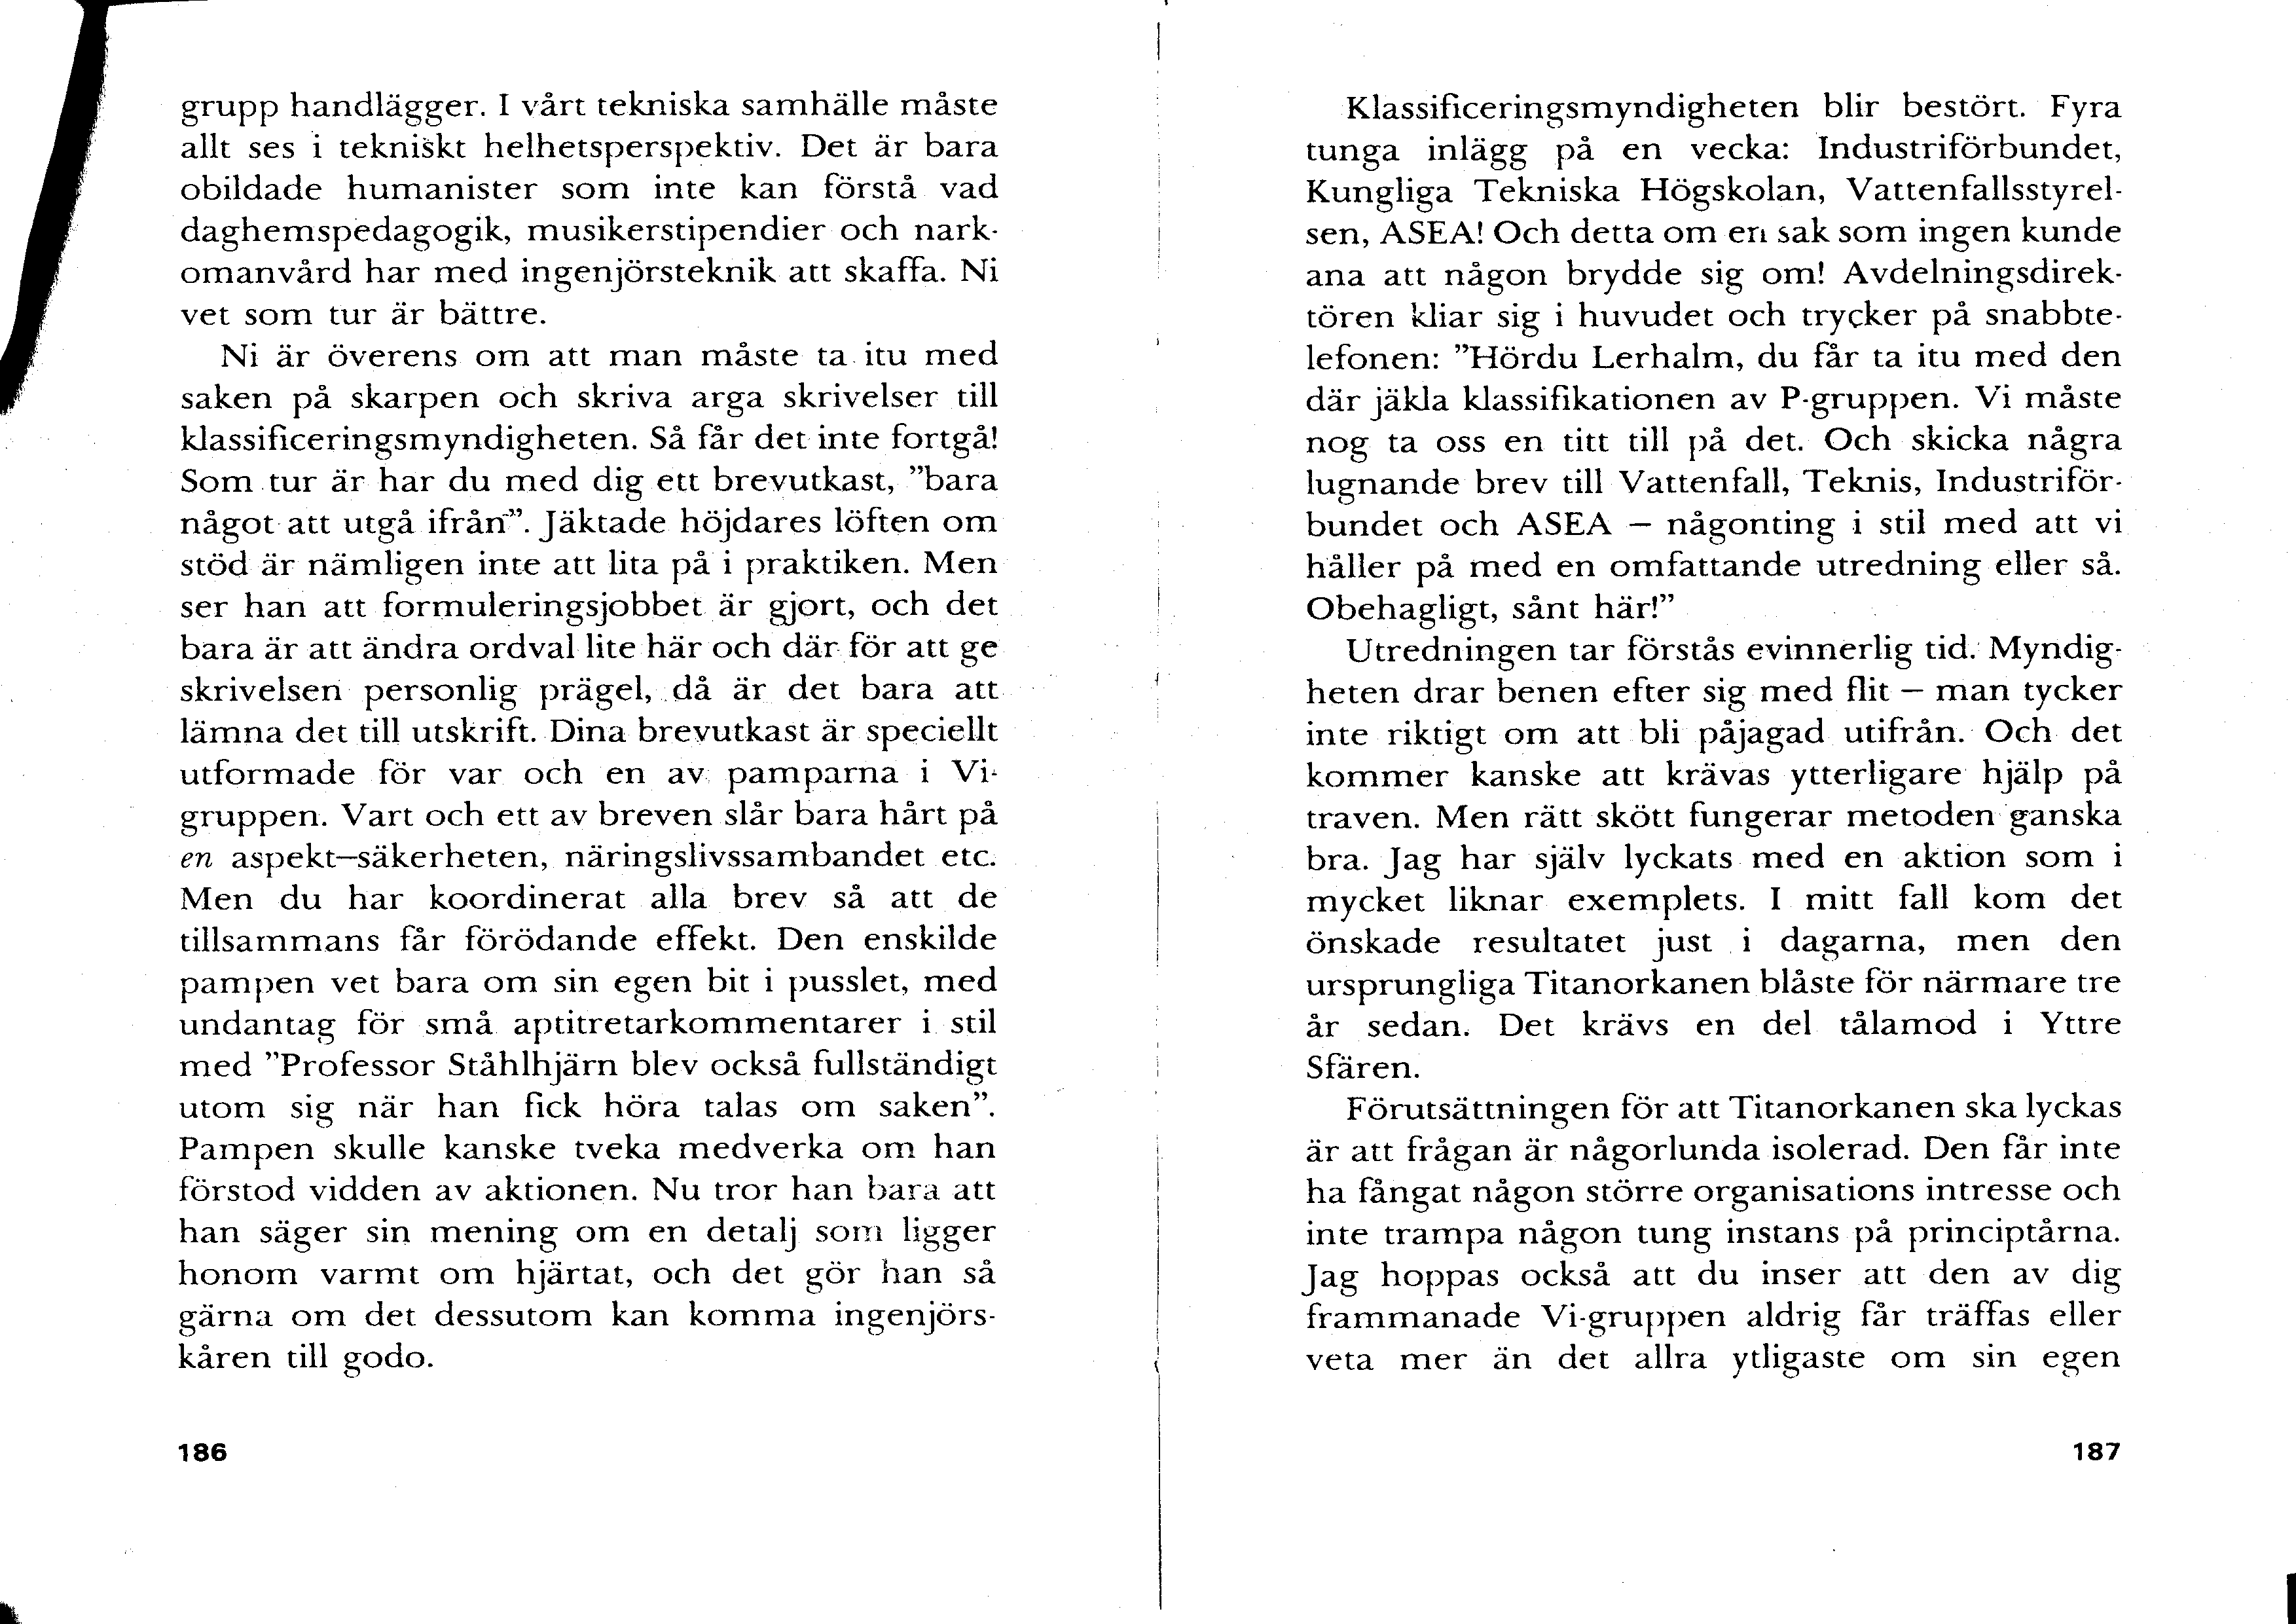 grupp handlägger. I vårt tekniska samhälle måste
allt ses i tekniskt helhetsperspektiv. Det är bara
obildade humanister som inte kan förstå vad
daghemspedagogik, musikerstipendier och nark-
omanvård har med ingenjörsteknik att skaffa. Ni
vet som tur är bättre.
Ni är överens om att man måste ta itu med
saken på skarpen och skriva arga skrivelser till
klassificeringsmyndigheten. Så får det inte fortgå!
Som tur är har du med dig ett brevutkast, ”bara
något att utgå ifrån”. Jäktade höjdares löften om
stöd är nämligen inte att lita på i praktiken. Men
ser han att formuleringsjobbet är gjort, och det
bara är att ändra ordval lite här och där för att ge
skrivelsen personlig prägel, då är det bara att
lämna det till utskrift. Dina brevutkast är speciellt
utformade för var och en av pamparna i Vi-
gruppen. Vart och ett av breven slår bara hårt på
en aspekt—säkerheten, näringslivssambandet etc.
Men du har koordinerat alla brev så att de
tillsammans får förödande effekt. Den enskilde
pampen vet bara om sin egen bit i pusslet, med
undantag för små aptitretarkommentarer i stil
med ”Professor Ståhlhjärn blev också fullständigt
utom sig när han fick höra talas om saken”.
Pampen skulle kanske tveka medverka om han
förstod vidden av aktionen. Nu tror han bara att
han säger sin mening om en detalj som ligger
honom varmt om hjärtat, och det gör han så
gärna om det dessutom kan komma ingenjörs-
kåren till godo.
186
Klassificeringsmyndigheten blir bestört. Fyra
tunga inlägg på en vecka: Industriförbundet,
Kungliga Tekniska Högskolan, Vattenfallsstyrel-
sen, ASEA! Och detta om en sak som ingen kunde
ana att någon brydde sig om! Avdelningsdirek-
tören kliar sig i huvudet och trycker på snabbte-
lefonen: ”Hördu Lerhalm, du får ta itu med den
där jäkla klassifikationen av P-gruppen. Vi måste
nog ta oss en titt till på det. Och skicka några
lugnande brev till Vattenfall, Teknis, Industriför-
bundet och ASEA — någonting i stil med att vi
håller på med en omfattande utredning eller så.
Obehagligt, sånt här!”
Utredningen tar förstås evinnerlig tid. Myndig-
heten drar benen efter sig med flit — man tycker
inte riktigt om att bli påjagad utifrån. Och det
kommer kanske att krävas ytterligare hjälp på
traven. Men rätt skött fungerar metoden ganska
bra. Jag har själv lyckats med en aktion som i
mycket liknar exemplets. I mitt fall kom det
önskade resultatet just i dagarna, men den
ursprungliga Titanorkanen blåste för närmare tre
år sedan. Det krävs en del tålamod i Yttre
Sfären.
Förutsättningen för att Titanorkanen ska lyckas
är att frågan är någorlunda isolerad. Den får inte
ha fångat någon större organisations intresse och
inte trampa någon tung instans på principtårna.
Jag hoppas också att du inser att den av dig
frammanade Vi-gruppen aldrig får träffas eller
veta mer än det allra ytligaste om sin egen
187